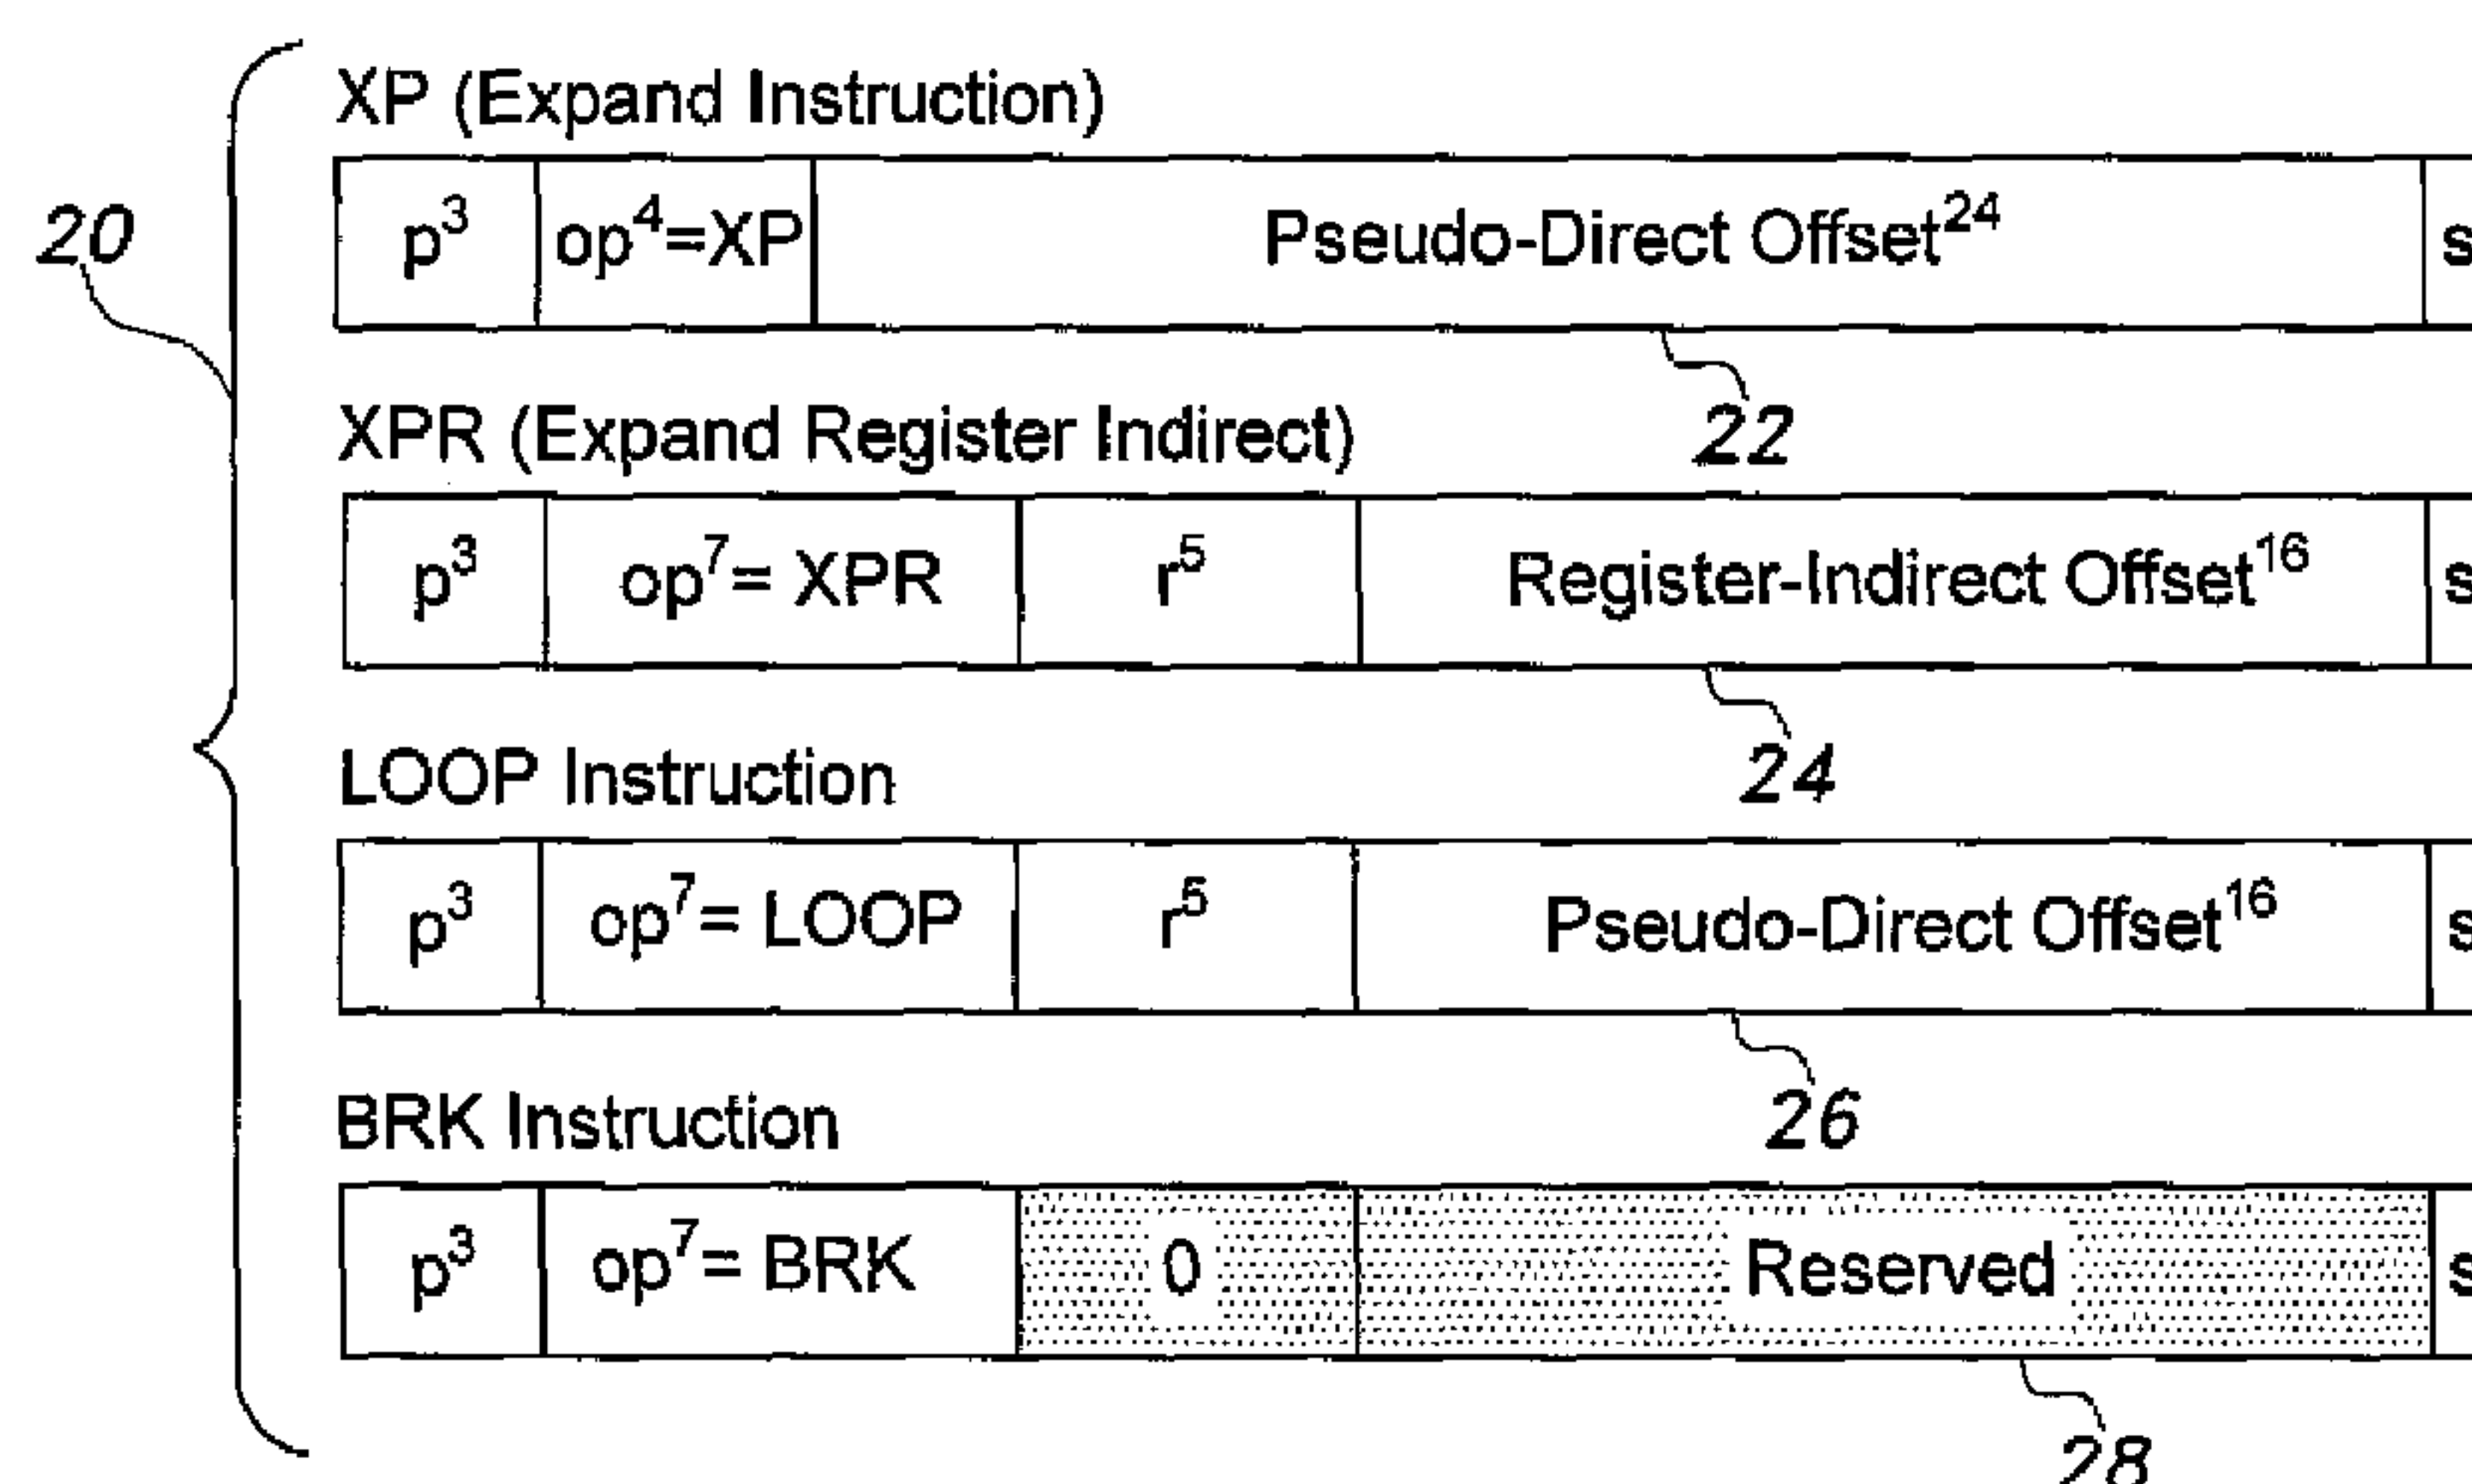 XP (Expand Instruction)
20
p³ op⁴=XP Pseudo-Direct Offset²⁴ s
22
XPR (Expand Register Indirect)
p³ op⁷= XPR r⁵ Register-Indirect Offset¹⁶ s
24
LOOP Instruction
p³ op⁷= LOOP r⁵ Pseudo-Direct Offset¹⁶ s
26
BRK Instruction
p³ op⁷= BRK 0 Reserved s
28